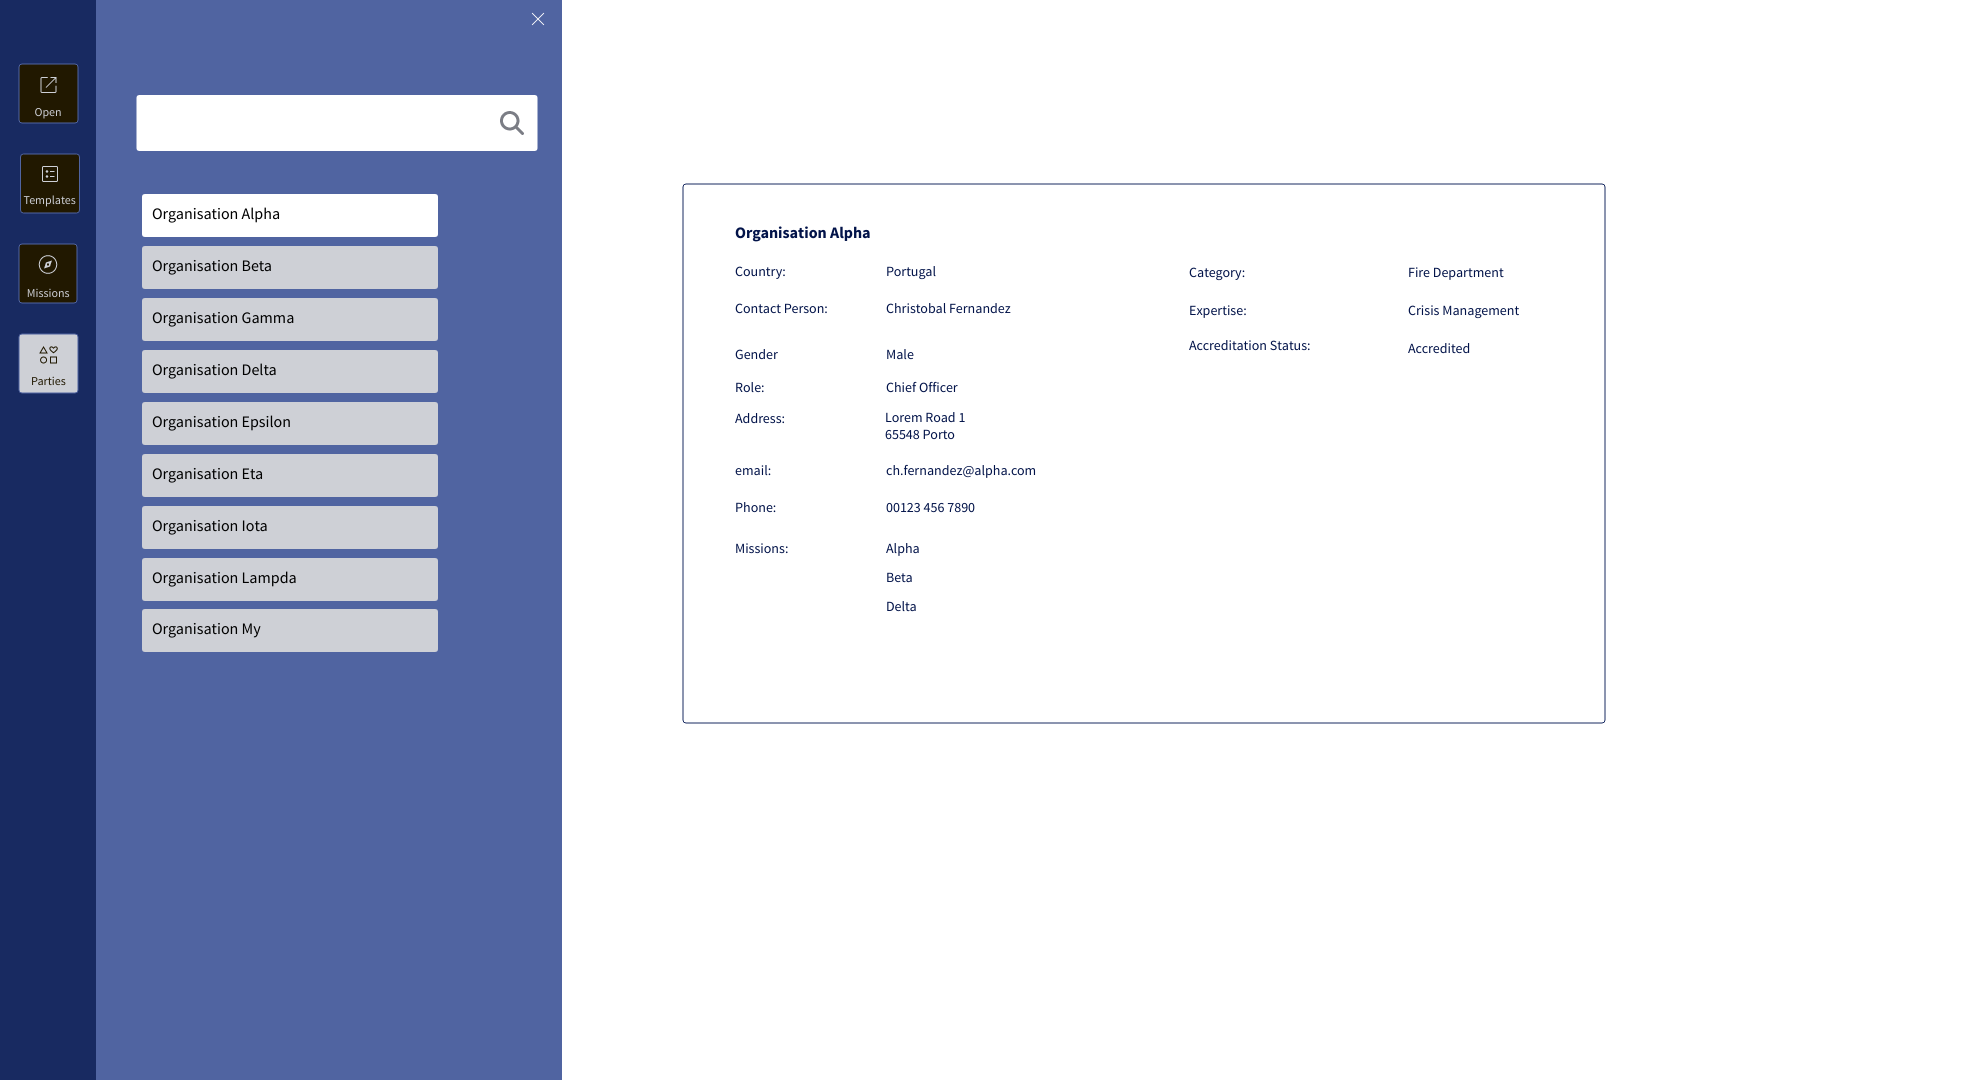 Open
Templates
Missions
Parties
Organisation Alpha
Organisation Beta
Organisation Gamma
Organisation Delta
Organisation Epsilon
Organisation Eta
Organisation Iota
Organisation Lampda
Organisation My
Organisation Alpha
Country: Portugal
Contact Person: Christobal Fernandez
Gender Male
Role: Chief Officer
Address: Lorem Road 1
65548 Porto
email: ch.fernandez@alpha.com
Phone: 00123 456 7890
Missions: Alpha
Beta
Delta
Category: Fire Department
Expertise: Crisis Management
Accreditation Status: Accredited